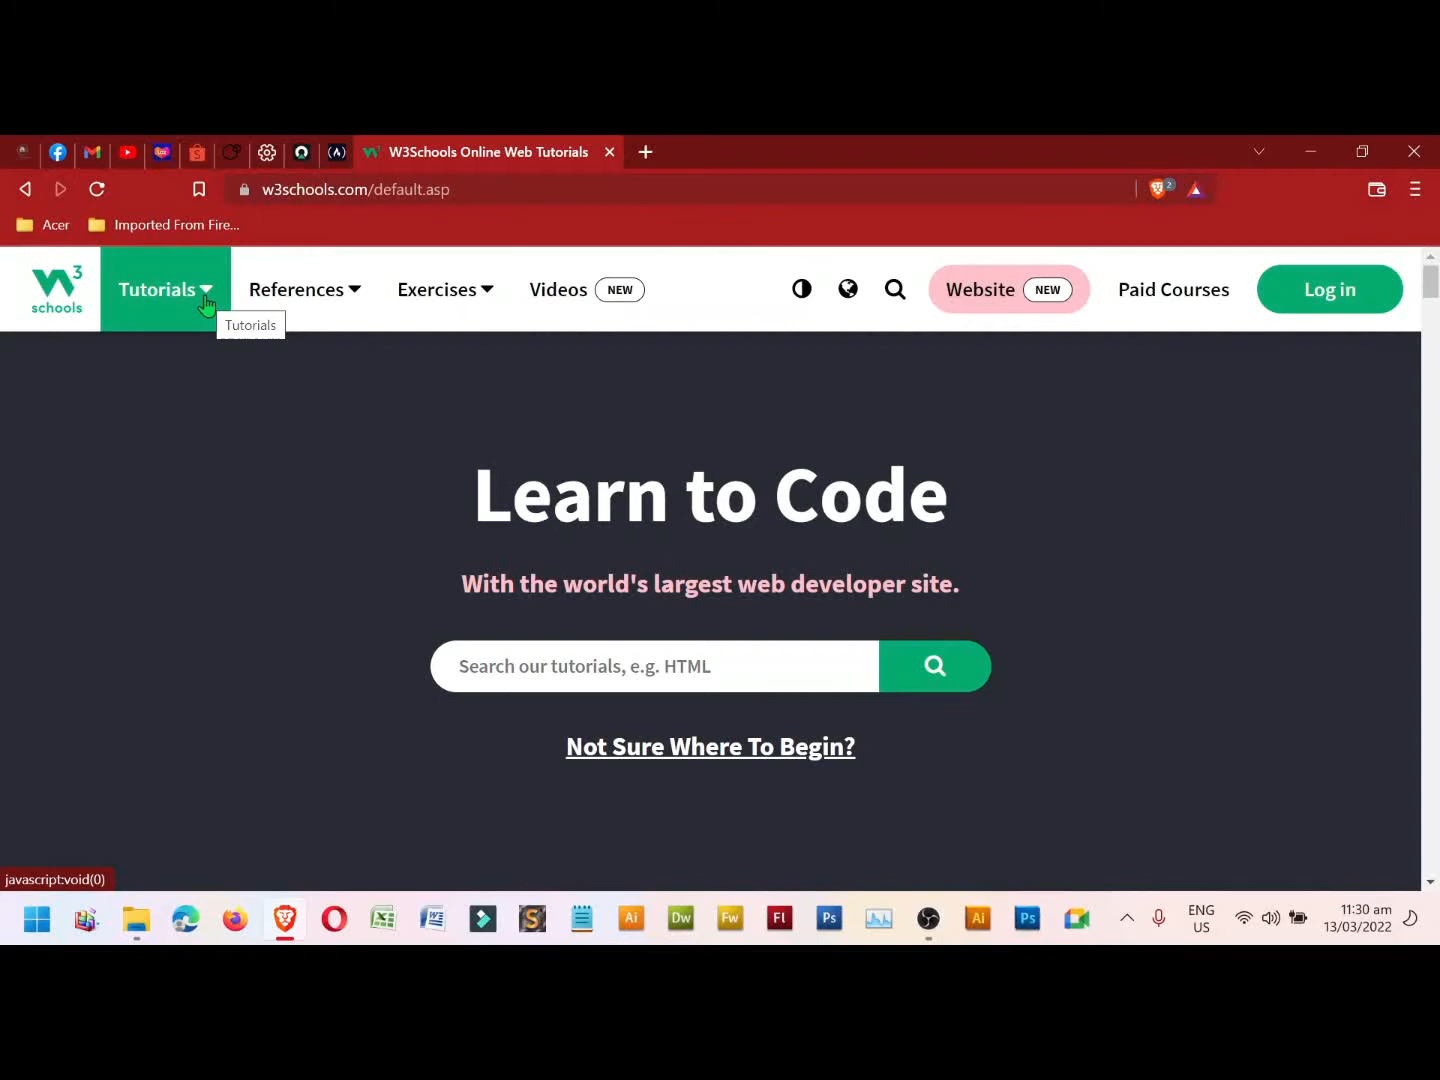 W3Schools Online Web Tutorials
w3schools.com/default.asp
2
Acer
Imported From Fire...
W3 schools
Tutorials
References
Exercises
Videos NEW
Website NEW
Paid Courses
Log in
Tutorials
Learn to Code
With the world's largest web developer site.
Search our tutorials, e.g. HTML
Not Sure Where To Begin?
javascript:void(0)
Ai
Dw
Fw
Fl
Ps
Ai
Ps
ENG
US
11:30 am
13/03/2022